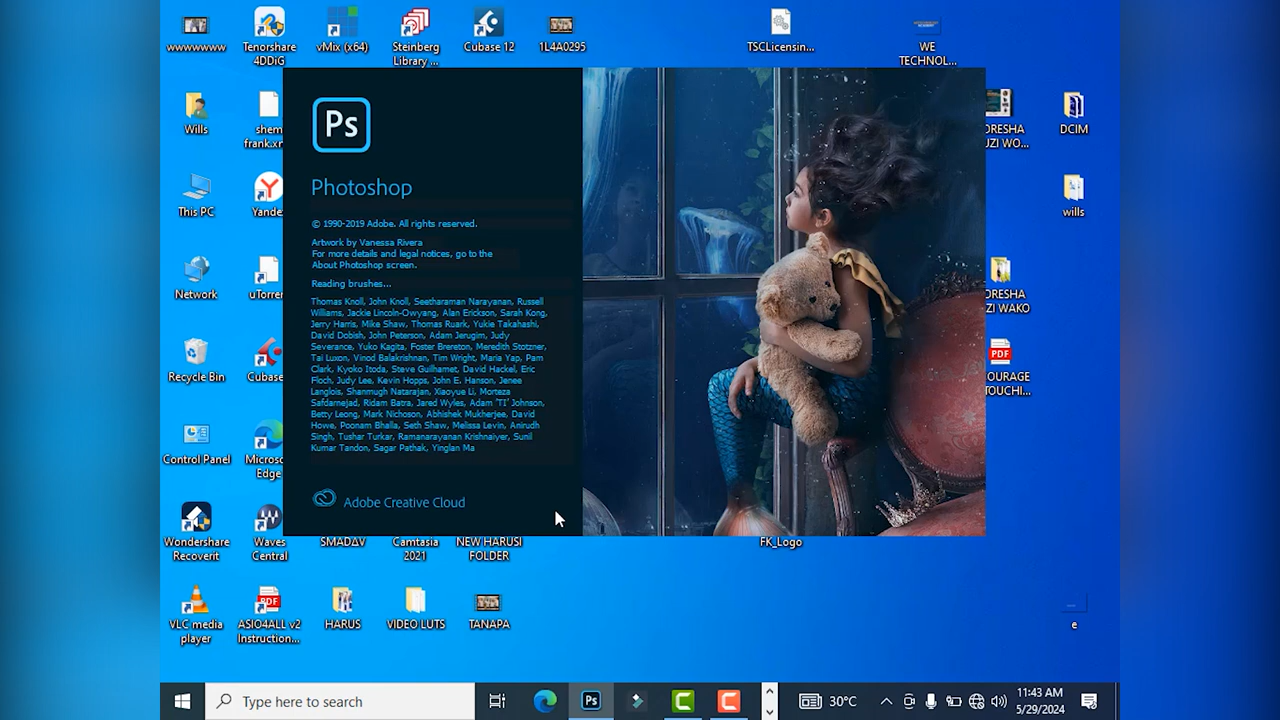 wwwwwww
Tenorshare
4DDiG
vMix (x64)
Steinberg
Library ...
Cubase 12
1L4A0295
TSCLicensin...
WE
TECHNOL...
Wills
shem
frank.xn
ORESHA
UZI WO...
DCIM
This PC
Yande
wills
Network
uTorre
ORESHA
ZI WAKO
Recycle Bin
Cubase
PDF
OURAGE
TOUCHI...
Control Panel
Micros
Edge
Ps
Photoshop
© 1990-2019 Adobe. All rights reserved.
Artwork by Vanessa Rivera
For more details and legal notices, go to the
About Photoshop screen.
Reading brushes...
Thomas Knoll, John Knoll, Seetharaman Narayanan, Russell
Williams, Jackie Lincoln-Owyang, Alan Erickson, Sarah Kong,
Jerry Harris, Mike Shaw, Thomas Ruark, Yukie Takahashi,
David Dobish, John Peterson, Adam Jerugim, Judy
Severance, Yuko Kagita, Foster Brereton, Meredith Stotzner,
Tai Luxon, Vinod Balakrishnan, Tim Wright, Maria Yap, Pam
Clark, Kyoko Itoda, Steve Guilhamet, David Hackel, Eric
Floch, Judy Lee, Kevin Hopps, John E. Hanson, Jenee
Langlois, Shanmugh Natarajan, Xiaoyue Li, Morteza
Safdarnejad, Ridam Batra, Jared Wyles, Adam "TI" Johnson,
Betty Leong, Mark Nichoson, Abhishek Mukherjee, David
Howe, Poonam Bhalla, Seth Shaw, Melissa Levin, Anirudh
Singh, Tushar Turkar, Ramanarayanan Krishnaiyer, Sunil
Kumar Tandon, Sagar Pathak, Yinglan Ma
Adobe Creative Cloud
Wondershare
Recoverit
Waves
Central
SMADΔV
Camtasia
2021
NEW HARUSI
FOLDER
FK_Logo
VLC media
player
PDF
ASIO4ALL v2
Instruction...
HARUS
VIDEO LUTS
TANAPA
e
Type here to search
Ps
30°C
11:43 AM
5/29/2024